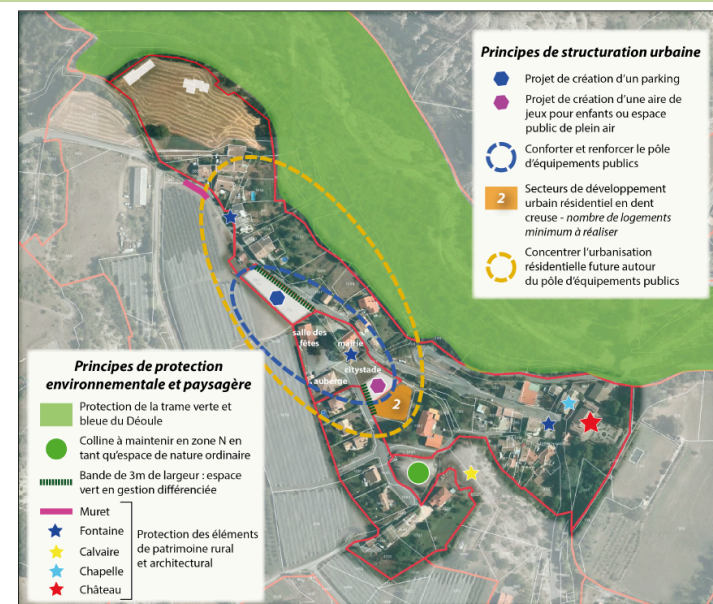 Principes de structuration urbaine
Projet de création d'un parking
Projet de création d'une aire de
jeux pour enfants ou espace
public de plein air
Conforter et renforcer le pôle
d'équipements publics
2
Secteurs de développement
urbain résidentiel en dent
creuse - nombre de logements
minimum à réaliser
Concentrer l'urbanisation
résidentielle future autour
du pôle d'équipements publics
salle des
fêtes
mairie
citystade
auberge
2
Principes de protection
environnementale et paysagère
Protection de la trame verte et
bleue du Déoule
Colline à maintenir en zone N en
tant qu'espace de nature ordinaire
Bande de 3m de largeur : espace
vert en gestion différenciée
Muret
Fontaine
Calvaire
Chapelle
Château
Protection des éléments
de patrimoine rural
et architectural